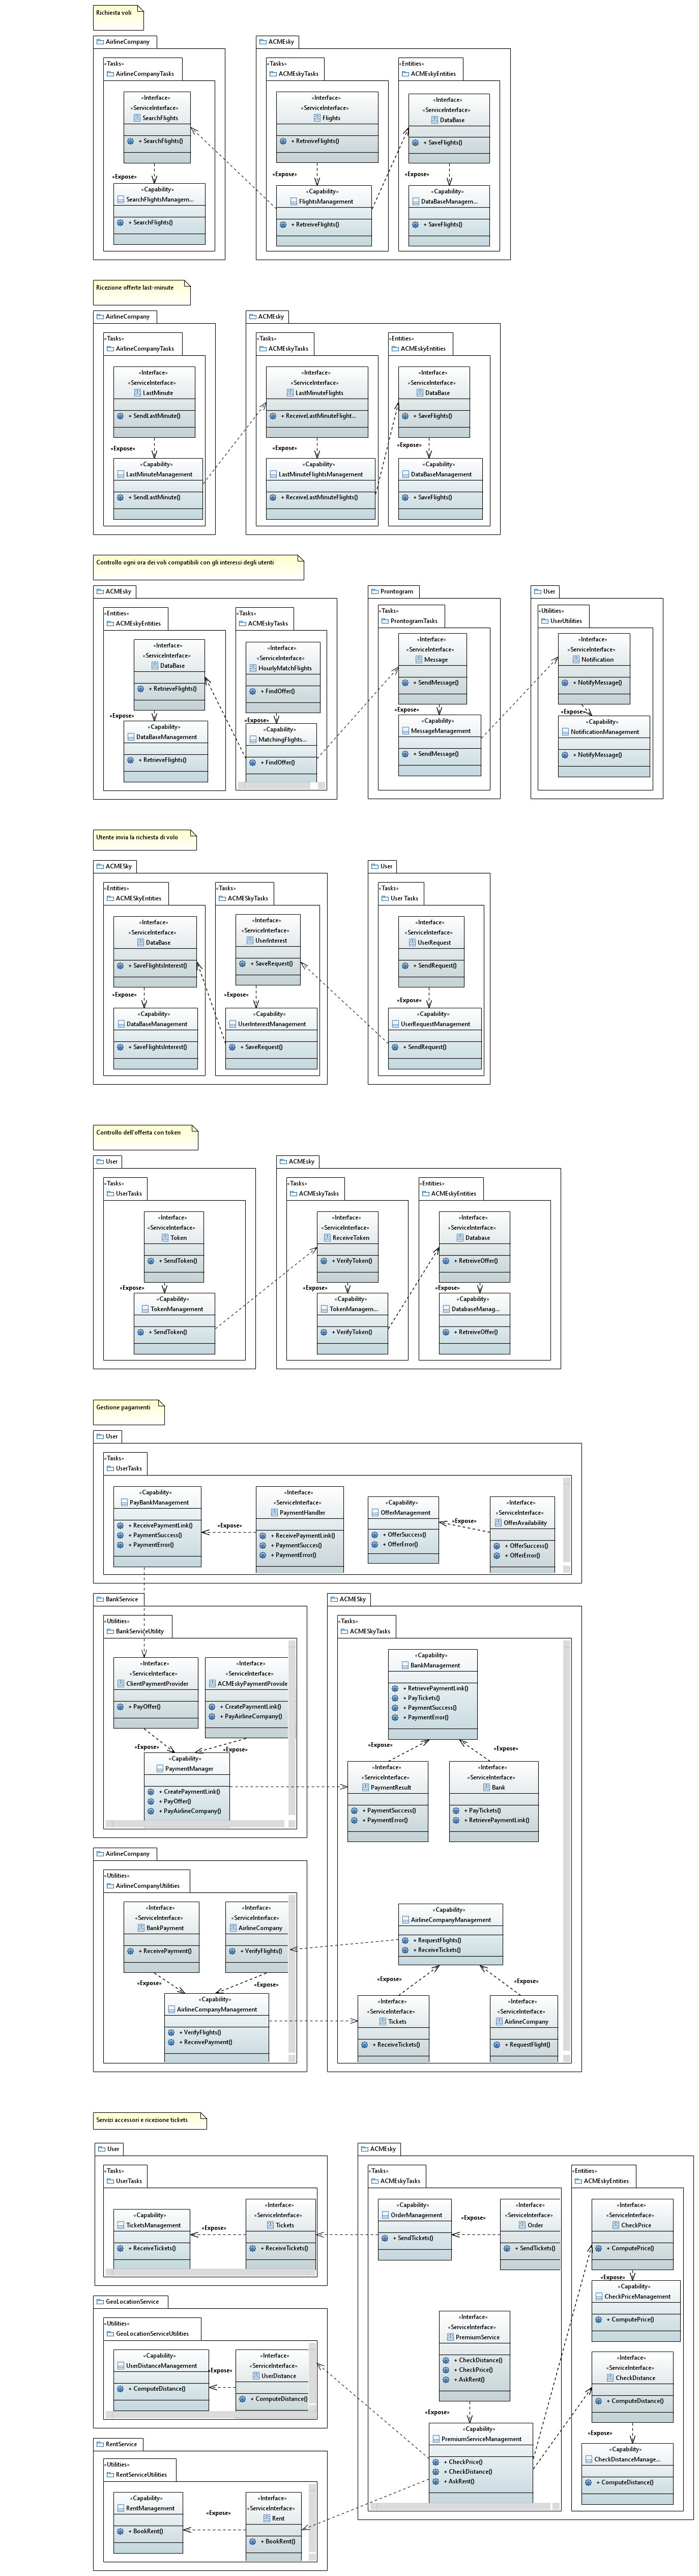 Richiesta voli
AirlineCompany
«Tasks»
AirlineCompanyTasks
«Interface»
«ServiceInterface»
SearchFlights
+ SearchFlights()
«Expose»
«Capability»
SearchFlightsManagem...
+ SearchFlights()
ACMEsky
«Tasks»
ACMEskyTasks
«Interface»
«ServiceInterface»
Flights
+ RetreiveFlights()
«Expose»
«Capability»
FlightsManagement
+ RetreiveFlights()
«Entities»
ACMEskyEntities
«Interface»
«ServiceInterface»
DataBase
+ SaveFlights()
«Expose»
«Capability»
DataBaseManagem...
+ SaveFlights()
Ricezione offerte last-minute
AirlineCompany
«Tasks»
AirlineCompanyTasks
«Interface»
«ServiceInterface»
LastMinute
+ SendLastMinute()
«Expose»
«Capability»
LastMinuteManagement
+ SendLastMinute()
ACMEsky
«Tasks»
ACMEskyTasks
«Interface»
«ServiceInterface»
LastMinuteFlights
+ ReceiveLastMinuteFlight...
«Expose»
«Capability»
LastMinuteFlightsManagement
+ ReceiveLastMinuteFlights()
«Entities»
ACMEskyEntities
«Interface»
«ServiceInterface»
DataBase
+ SaveFlights()
«Expose»
«Capability»
DataBaseManagement
+ SaveFlights()
Controllo ogni ora dei voli compatibili con gli interessi degli utenti
ACMEsky
«Entities»
ACMEskyEntities
«Interface»
«ServiceInterface»
DataBase
+ RetrieveFlights()
«Expose»
«Capability»
DataBaseManagement
+ RetrieveFlights()
«Tasks»
ACMEskyTasks
«Interface»
«ServiceInterface»
HourlyMatchFlights
+ FindOffer()
«Expose»
«Capability»
MatchingFlights...
+ FindOffer()
Prontogram
«Tasks»
ProntogramTasks
«Interface»
«ServiceInterface»
Message
+ SendMessage()
«Expose»
«Capability»
MessageManagement
+ SendMessage()
User
«Utilities»
UserUtilities
«Interface»
«ServiceInterface»
Notification
+ NotifyMessage()
«Expose»
«Capability»
NotificationManagement
+ NotifyMessage()
Utente invia la richiesta di volo
ACMESky
«Entities»
ACMESkyEntities
«Interface»
«ServiceInterface»
DataBase
+ SaveFlightsInterest()
«Expose»
«Capability»
DataBaseManagement
+ SaveFlightsInterest()
«Tasks»
ACMESkyTasks
«Interface»
«ServiceInterface»
UserInterest
+ SaveRequest()
«Expose»
«Capability»
UserInterestManagement
+ SaveRequest()
User
«Tasks»
User Tasks
«Interface»
«ServiceInterface»
UserRequest
+ SendRequest()
«Expose»
«Capability»
UserRequestManagement
+ SendRequest()
Controllo dell'offerta con token
User
«Tasks»
UserTasks
«Interface»
«ServiceInterface»
Token
+ SendToken()
«Expose»
«Capability»
TokenManagement
+ SendToken()
ACMEsky
«Tasks»
ACMEskyTasks
«Interface»
«ServiceInterface»
ReceiveToken
+ VerifyToken()
«Expose»
«Capability»
TokenManagem...
+ VerifyToken()
«Entities»
ACMEskyEntities
«Interface»
«ServiceInterface»
Database
+ RetreiveOffer()
«Expose»
«Capability»
DatabaseManag...
+ RetreiveOffer()
Gestione pagamenti
User
«Tasks»
UserTasks
«Capability»
PayBankManagement
+ ReceivePaymentLink()
+ PaymentSuccess()
+ PaymentError()
«Expose»
«Interface»
«ServiceInterface»
PaymentHandler
+ ReceivePaymentLink()
+ PaymentSucces()
+ PaymentError()
«Capability»
OfferManagement
+ OfferSuccess()
+ OfferError()
«Expose»
«Interface»
«ServiceInterface»
OfferAvailability
+ OfferSuccess()
+ OfferError()
BankService
«Utilities»
BankServiceUtility
«Interface»
«ServiceInterface»
ClientPaymentProvider
+ PayOffer()
«Interface»
«ServiceInterface»
ACMEskyPaymentProvide
+ CreatePaymentLink()
+ PayAirlineCompany()
«Expose»
«Expose»
«Capability»
PaymentManager
+ CreatePaymentLink()
+ PayOffer()
+ PayAirlineCompany()
ACMESky
«Tasks»
ACMESkyTasks
«Capability»
BankManagement
+ RetrievePaymentLink()
+ PayTickets()
+ PaymentSuccess()
+ PaymentError()
«Expose»
«Expose»
«Interface»
«ServiceInterface»
PaymentResult
+ PaymentSuccess()
+ PaymentError()
«Interface»
«ServiceInterface»
Bank
+ PayTickets()
+ RetrievePaymentLink()
AirlineCompany
«Utilities»
AirlineCompanyUtilities
«Interface»
«ServiceInterface»
BankPayment
+ ReceivePayment()
«Interface»
«ServiceInterface»
AirlineCompany
+ VerifyFlights()
«Expose»
«Expose»
«Capability»
AirlineCompanyManagement
+ VerifyFlights()
+ ReceivePayment()
«Capability»
AirlineCompanyManagement
+ RequestFlights()
+ ReceiveTickets()
«Expose»
«Expose»
«Interface»
«ServiceInterface»
Tickets
+ ReceiveTickets()
«Interface»
«ServiceInterface»
AirlineCompany
+ RequestFlight()
Servizi accessori e ricezione tickets
User
«Tasks»
UserTasks
«Capability»
TicketsManagement
+ ReceiveTickets()
«Expose»
«Interface»
«ServiceInterface»
Tickets
+ ReceiveTickets()
ACMEsky
«Tasks»
ACMEskyTasks
«Capability»
OrderManagement
+ SendTickets()
«Expose»
«Interface»
«ServiceInterface»
Order
+ SendTickets()
«Entities»
ACMEskyEntities
«Interface»
«ServiceInterface»
CheckPrice
+ ComputePrice()
«Expose»
«Capability»
CheckPriceManagement
+ ComputePrice()
GeoLocationService
«Utilities»
GeoLocationServiceUtilities
«Capability»
UserDistanceManagement
+ ComputeDistance()
«Expose»
«Interface»
«ServiceInterface»
UserDistance
+ ComputeDistance()
«Interface»
«ServiceInterface»
PremiumService
+ CheckDistance()
+ CheckPrice()
+ AskRent()
«Expose»
«Capability»
PremiumServiceManagement
+ CheckPrice()
+ CheckDistance()
+ AskRent()
«Interface»
«ServiceInterface»
CheckDistance
+ ComputeDistance()
«Expose»
«Capability»
CheckDistanceManage...
+ ComputeDistance()
RentService
«Utilities»
RentServiceUtilities
«Capability»
RentManagement
+ BookRent()
«Expose»
«Interface»
«ServiceInterface»
Rent
+ BookRent()